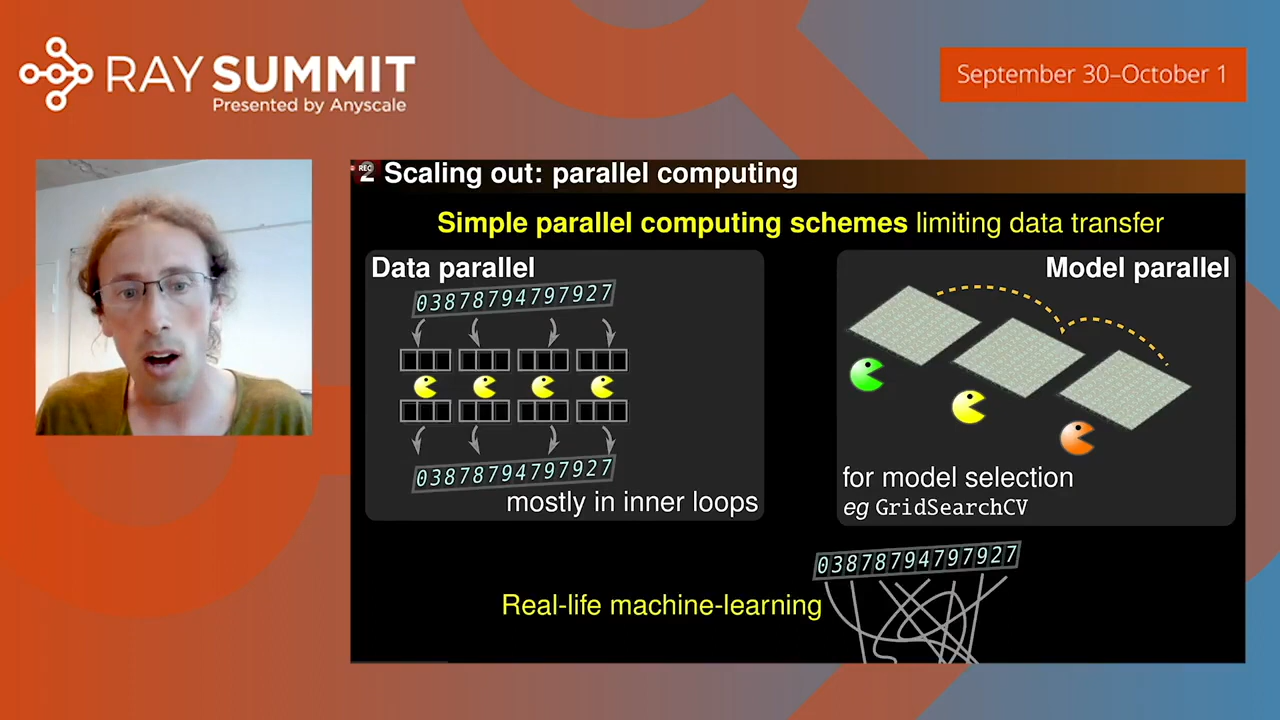 RAY SUMMIT
Presented by Anyscale
September 30–October 1
REC
2 Scaling out: parallel computing
Simple parallel computing schemes limiting data transfer
Data parallel
03878794797927
03878794797927
mostly in inner loops
Model parallel
for model selection
eg GridSearchCV
03878794797927
Real-life machine-learning